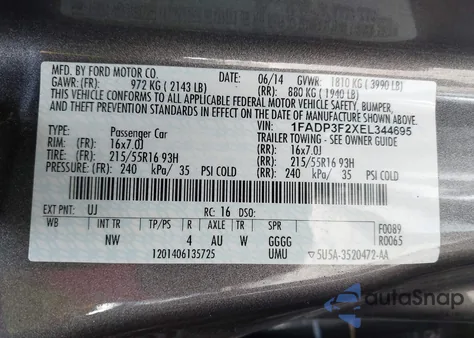 MFD. BY FORD MOTOR CO.
DATE: 06/14 GVWR: 1810 KG ( 3990 LB)
GAWR: (FR): 972 KG ( 2143 LB) (RR): 880 KG ( 1940 LB)
THIS VEHICLE CONFORMS TO ALL APPLICABLE FEDERAL MOTOR VEHICLE SAFETY, BUMPER,
AND THEFT PREVENTION STANDARDS IN EFFECT ON THE DATE OF MANUFACTURE SHOWN ABOVE.
VIN: 1FADP3F2XEL344695
TYPE: Passenger Car TRAILER TOWING - SEE OWNER GUIDE
RIM: (FR): 16x7.0J (RR): 16x7.0J
TIRES: (FR): 215/55R16 93H (RR): 215/55R16 93H
PRESSURE: (FR): 240 kPa/ 35 PSI COLD (RR): 240 kPa/ 35 PSI COLD
EXT PNT: UJ RC: 16 DSO:
WB INT TR TP/PS R AX TR SPR F0089
NW 4 AU W GGGG R0065
1201406135725 UMU 5U5A-3520472-AA
autoSnap